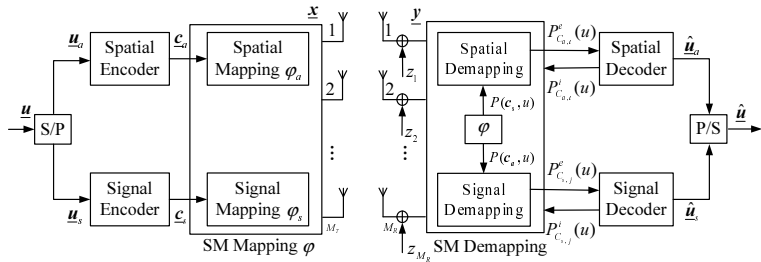 u
S/P
u_a
Spatial
Encoder
c_a
Spatial
Mapping φ_a
u_s
Signal
Encoder
c_s
Signal
Mapping φ_s
SM Mapping φ
x
1
2
⋮
M_T
y
1
z_1
2
z_2
⋮
M_R
z_{M_R}
Spatial
Demapping
P(c_s,u)
φ
P(c_a,u)
Signal
Demapping
SM Demapping
P^e_{C_{a,i}}(u)
P^i_{C_{a,i}}(u)
Spatial
Decoder
û_a
P^e_{C_{s,j}}(u)
P^i_{C_{s,j}}(u)
Signal
Decoder
û_s
P/S
û